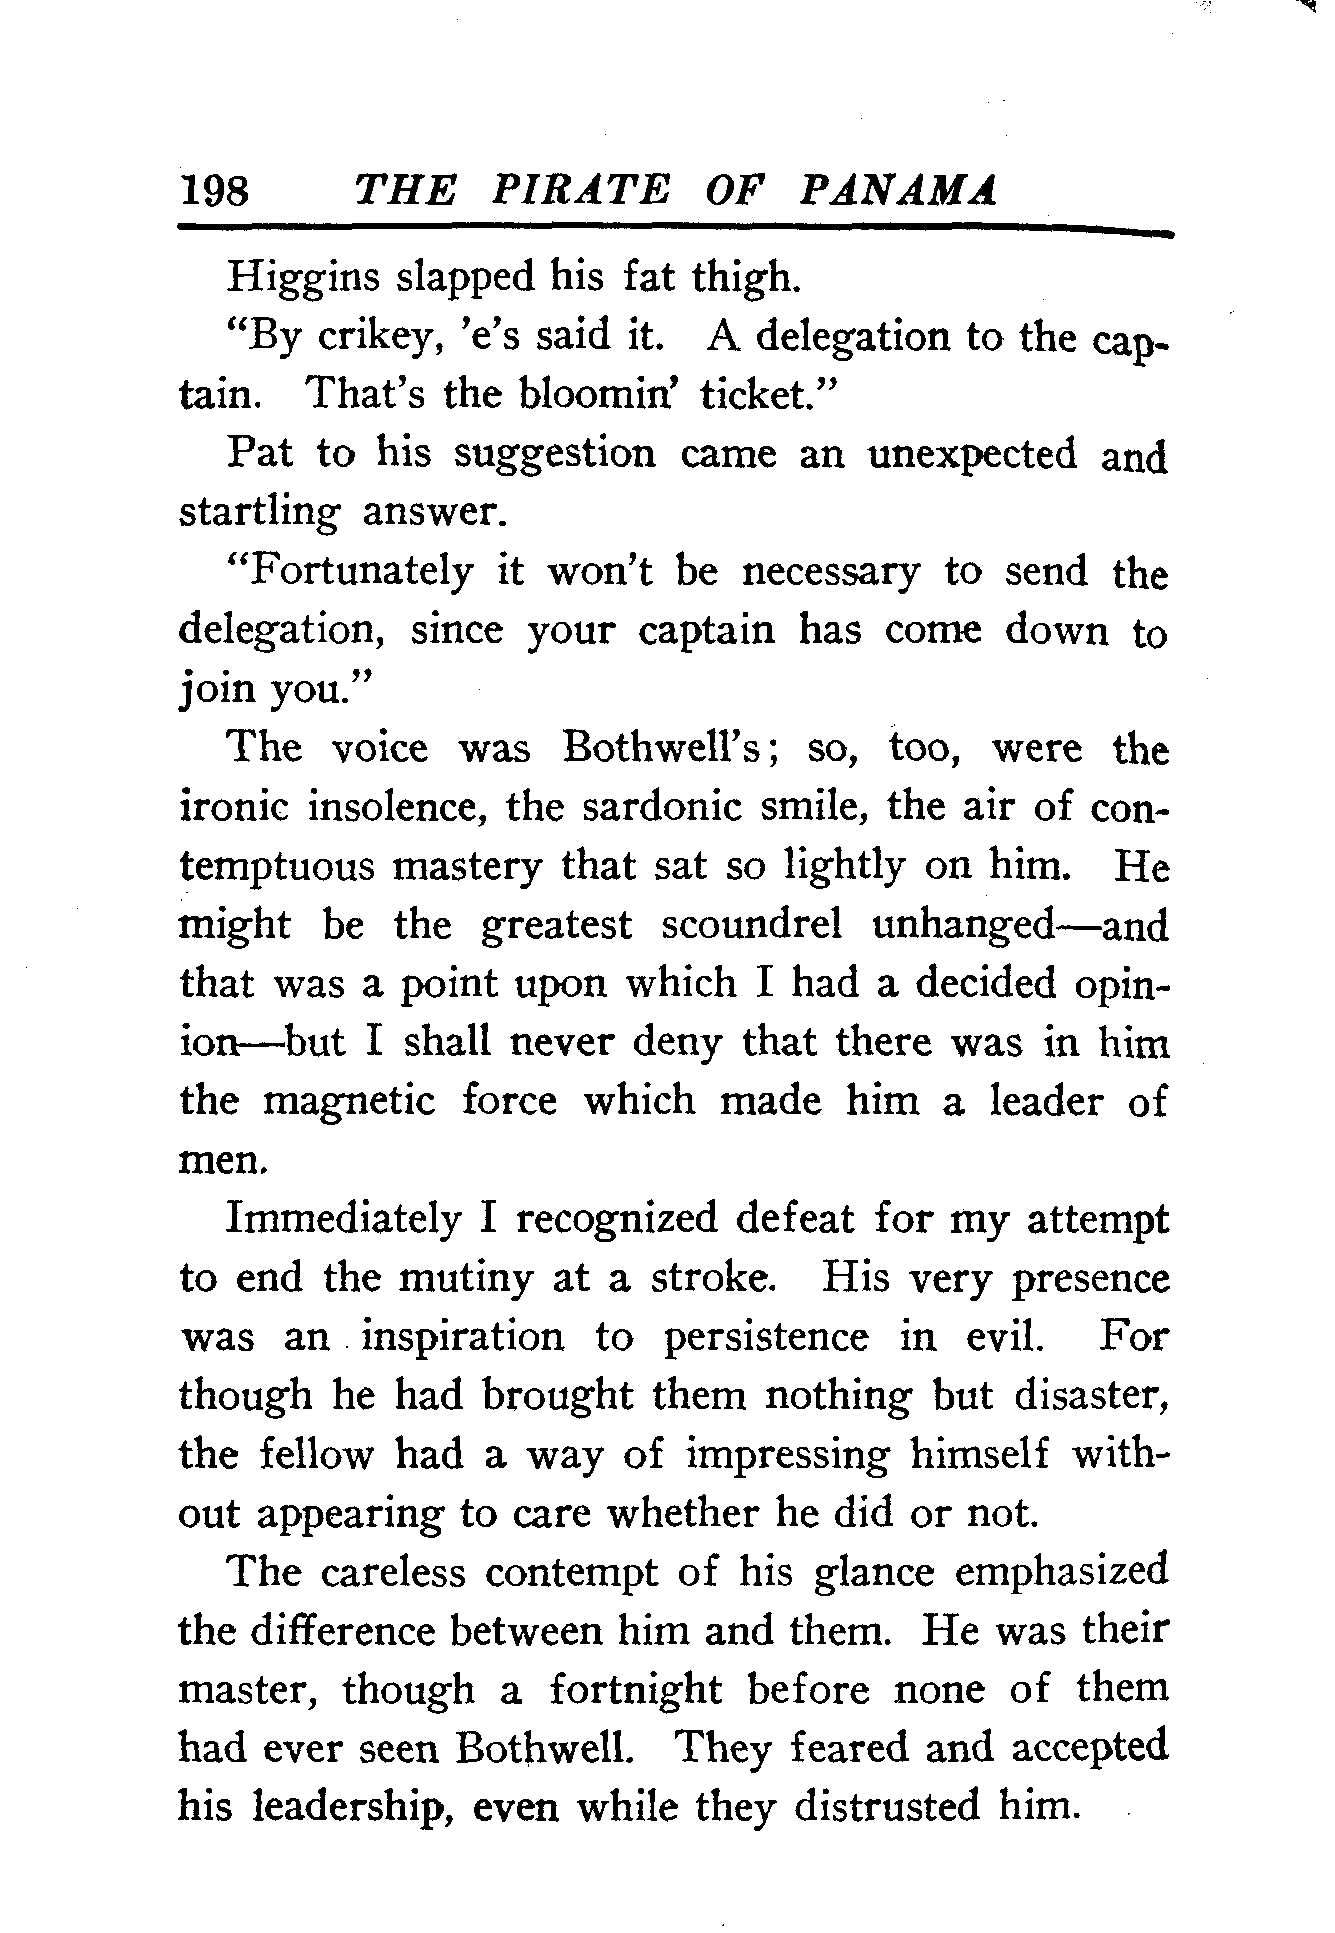 198 THE PIRATE OF PANAMA
Higgins slapped his fat thigh.
“By crikey, ’e’s said it. A delegation to the cap-
tain. That’s the bloomin’ ticket.”
Pat to his suggestion came an unexpected and
startling answer.
“Fortunately it won’t be necessary to send the
delegation, since your captain has come down to
join you.”
The voice was Bothwell’s; so, too, were the
ironic insolence, the sardonic smile, the air of con-
temptuous mastery that sat so lightly on him. He
might be the greatest scoundrel unhanged—and
that was a point upon which I had a decided opin-
ion—but I shall never deny that there was in him
the magnetic force which made him a leader of
men.
Immediately I recognized defeat for my attempt
to end the mutiny at a stroke. His very presence
was an inspiration to persistence in evil. For
though he had brought them nothing but disaster,
the fellow had a way of impressing himself with-
out appearing to care whether he did or not.
The careless contempt of his glance emphasized
the difference between him and them. He was their
master, though a fortnight before none of them
had ever seen Bothwell. They feared and accepted
his leadership, even while they distrusted him.